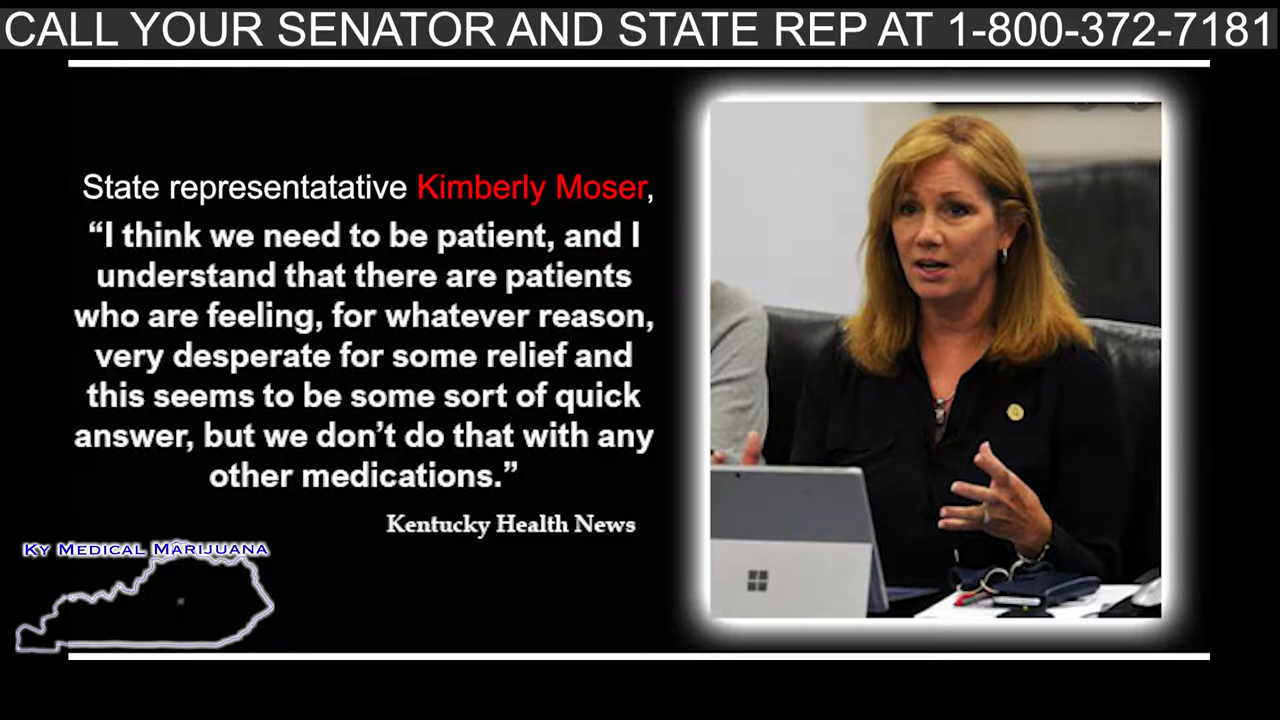 CALL YOUR SENATOR AND STATE REP AT 1-800-372-7181
State representatative Kimberly Moser,
“I think we need to be patient, and I
understand that there are patients
who are feeling, for whatever reason,
very desperate for some relief and
this seems to be some sort of quick
answer, but we don’t do that with any
other medications.”
Kentucky Health News
Ky Medical Marijuana